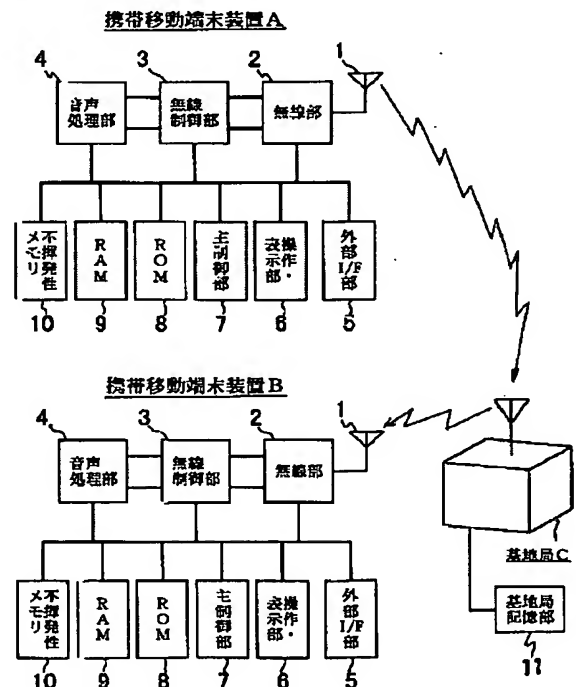 携帯移動端末装置A
4
3
2
1
音声
処理部
無線
制御部
無線部
不揮発性
メモリ
RAM
ROM
主制御部
操作・
表示部
外部
I/F部
10
9
8
7
6
5
携帯移動端末装置B
4
3
2
1
音声
処理部
無線
制御部
無線部
不揮発性
メモリ
RAM
ROM
主制御部
操作・
表示部
外部
I/F部
10
9
8
7
6
5
基地局C
基地局
記憶部
11